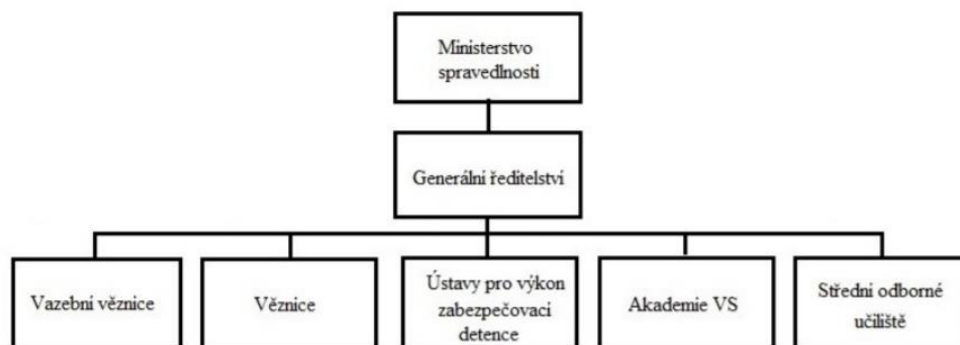 Ministerstvo
spravedlnosti
Generální ředitelství
Vazební věznice
Věznice
Ústavy pro výkon
zabezpečovací
detence
Akademie VS
Střední odborné
učiliště